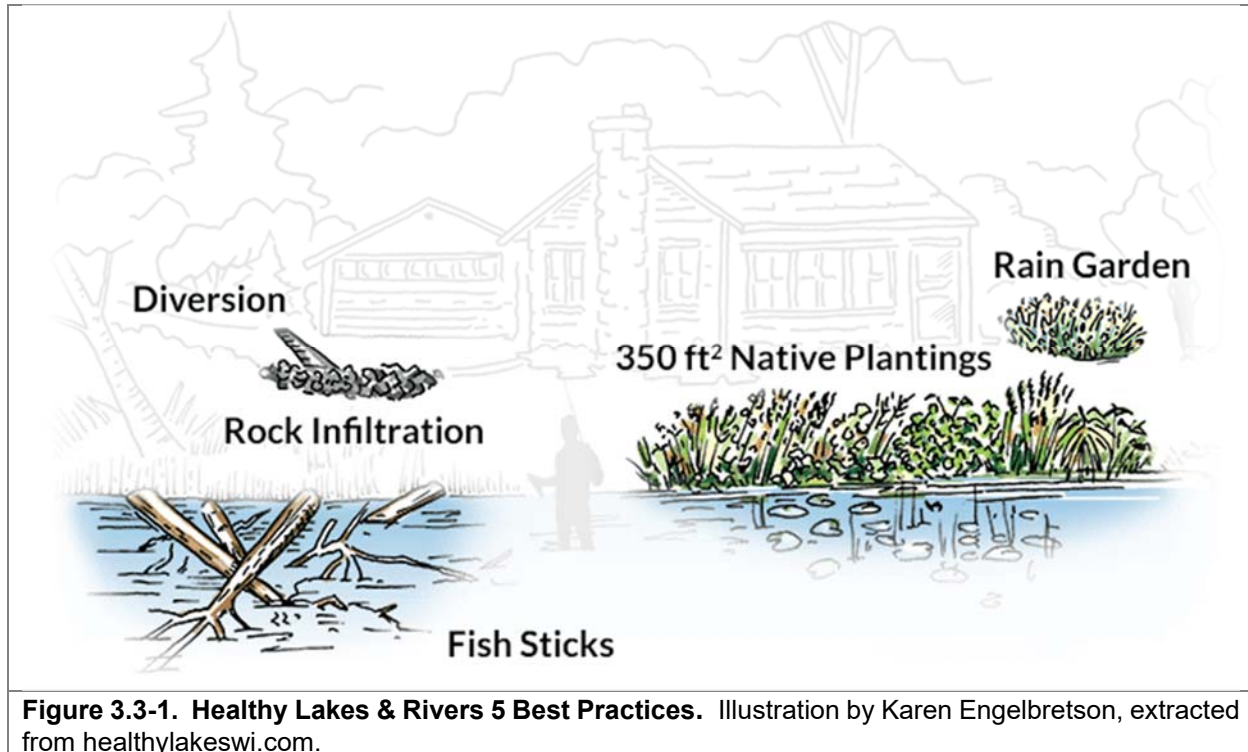 Diversion
Rain Garden
350 ft² Native Plantings
Rock Infiltration
Fish Sticks
Figure 3.3-1. Healthy Lakes & Rivers 5 Best Practices. Illustration by Karen Engelbretson, extracted
from healthylakeswi.com.